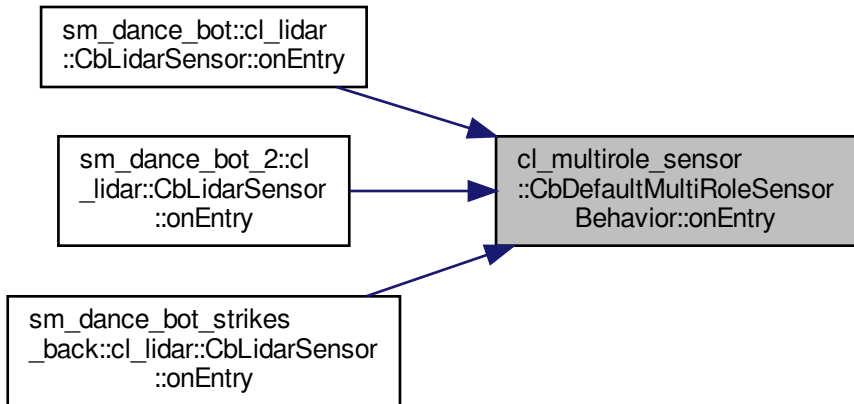 sm_dance_bot::cl_lidar
::CbLidarSensor::onEntry
sm_dance_bot_2::cl
_lidar::CbLidarSensor
::onEntry
sm_dance_bot_strikes
_back::cl_lidar::CbLidarSensor
::onEntry
cl_multirole_sensor
::CbDefaultMultiRoleSensor
Behavior::onEntry